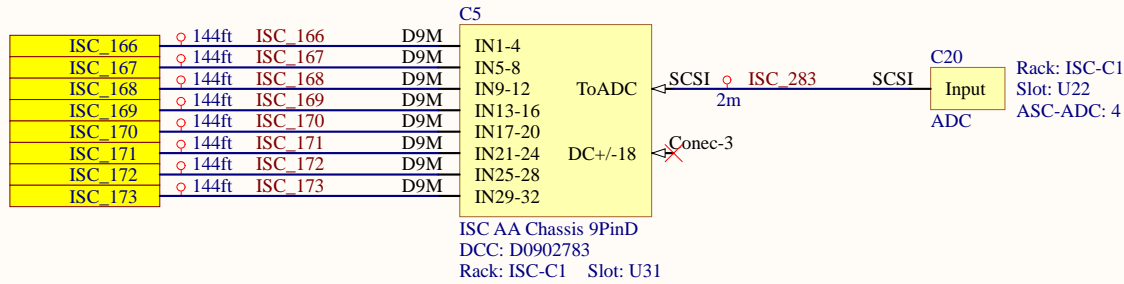 C5
ISC_166 144ft ISC_166 D9M IN1-4
ISC_167 144ft ISC_167 D9M IN5-8
ISC_168 144ft ISC_168 D9M IN9-12
ISC_169 144ft ISC_169 D9M IN13-16
ISC_170 144ft ISC_170 D9M IN17-20
ISC_171 144ft ISC_171 D9M IN21-24
ISC_172 144ft ISC_172 D9M IN25-28
ISC_173 144ft ISC_173 D9M IN29-32
ToADC SCSI ISC_283 SCSI
2m
DC+/-18 Conec-3
ISC AA Chassis 9PinD
DCC: D0902783
Rack: ISC-C1 Slot: U31
C20
Input
ADC
Rack: ISC-C1
Slot: U22
ASC-ADC: 4